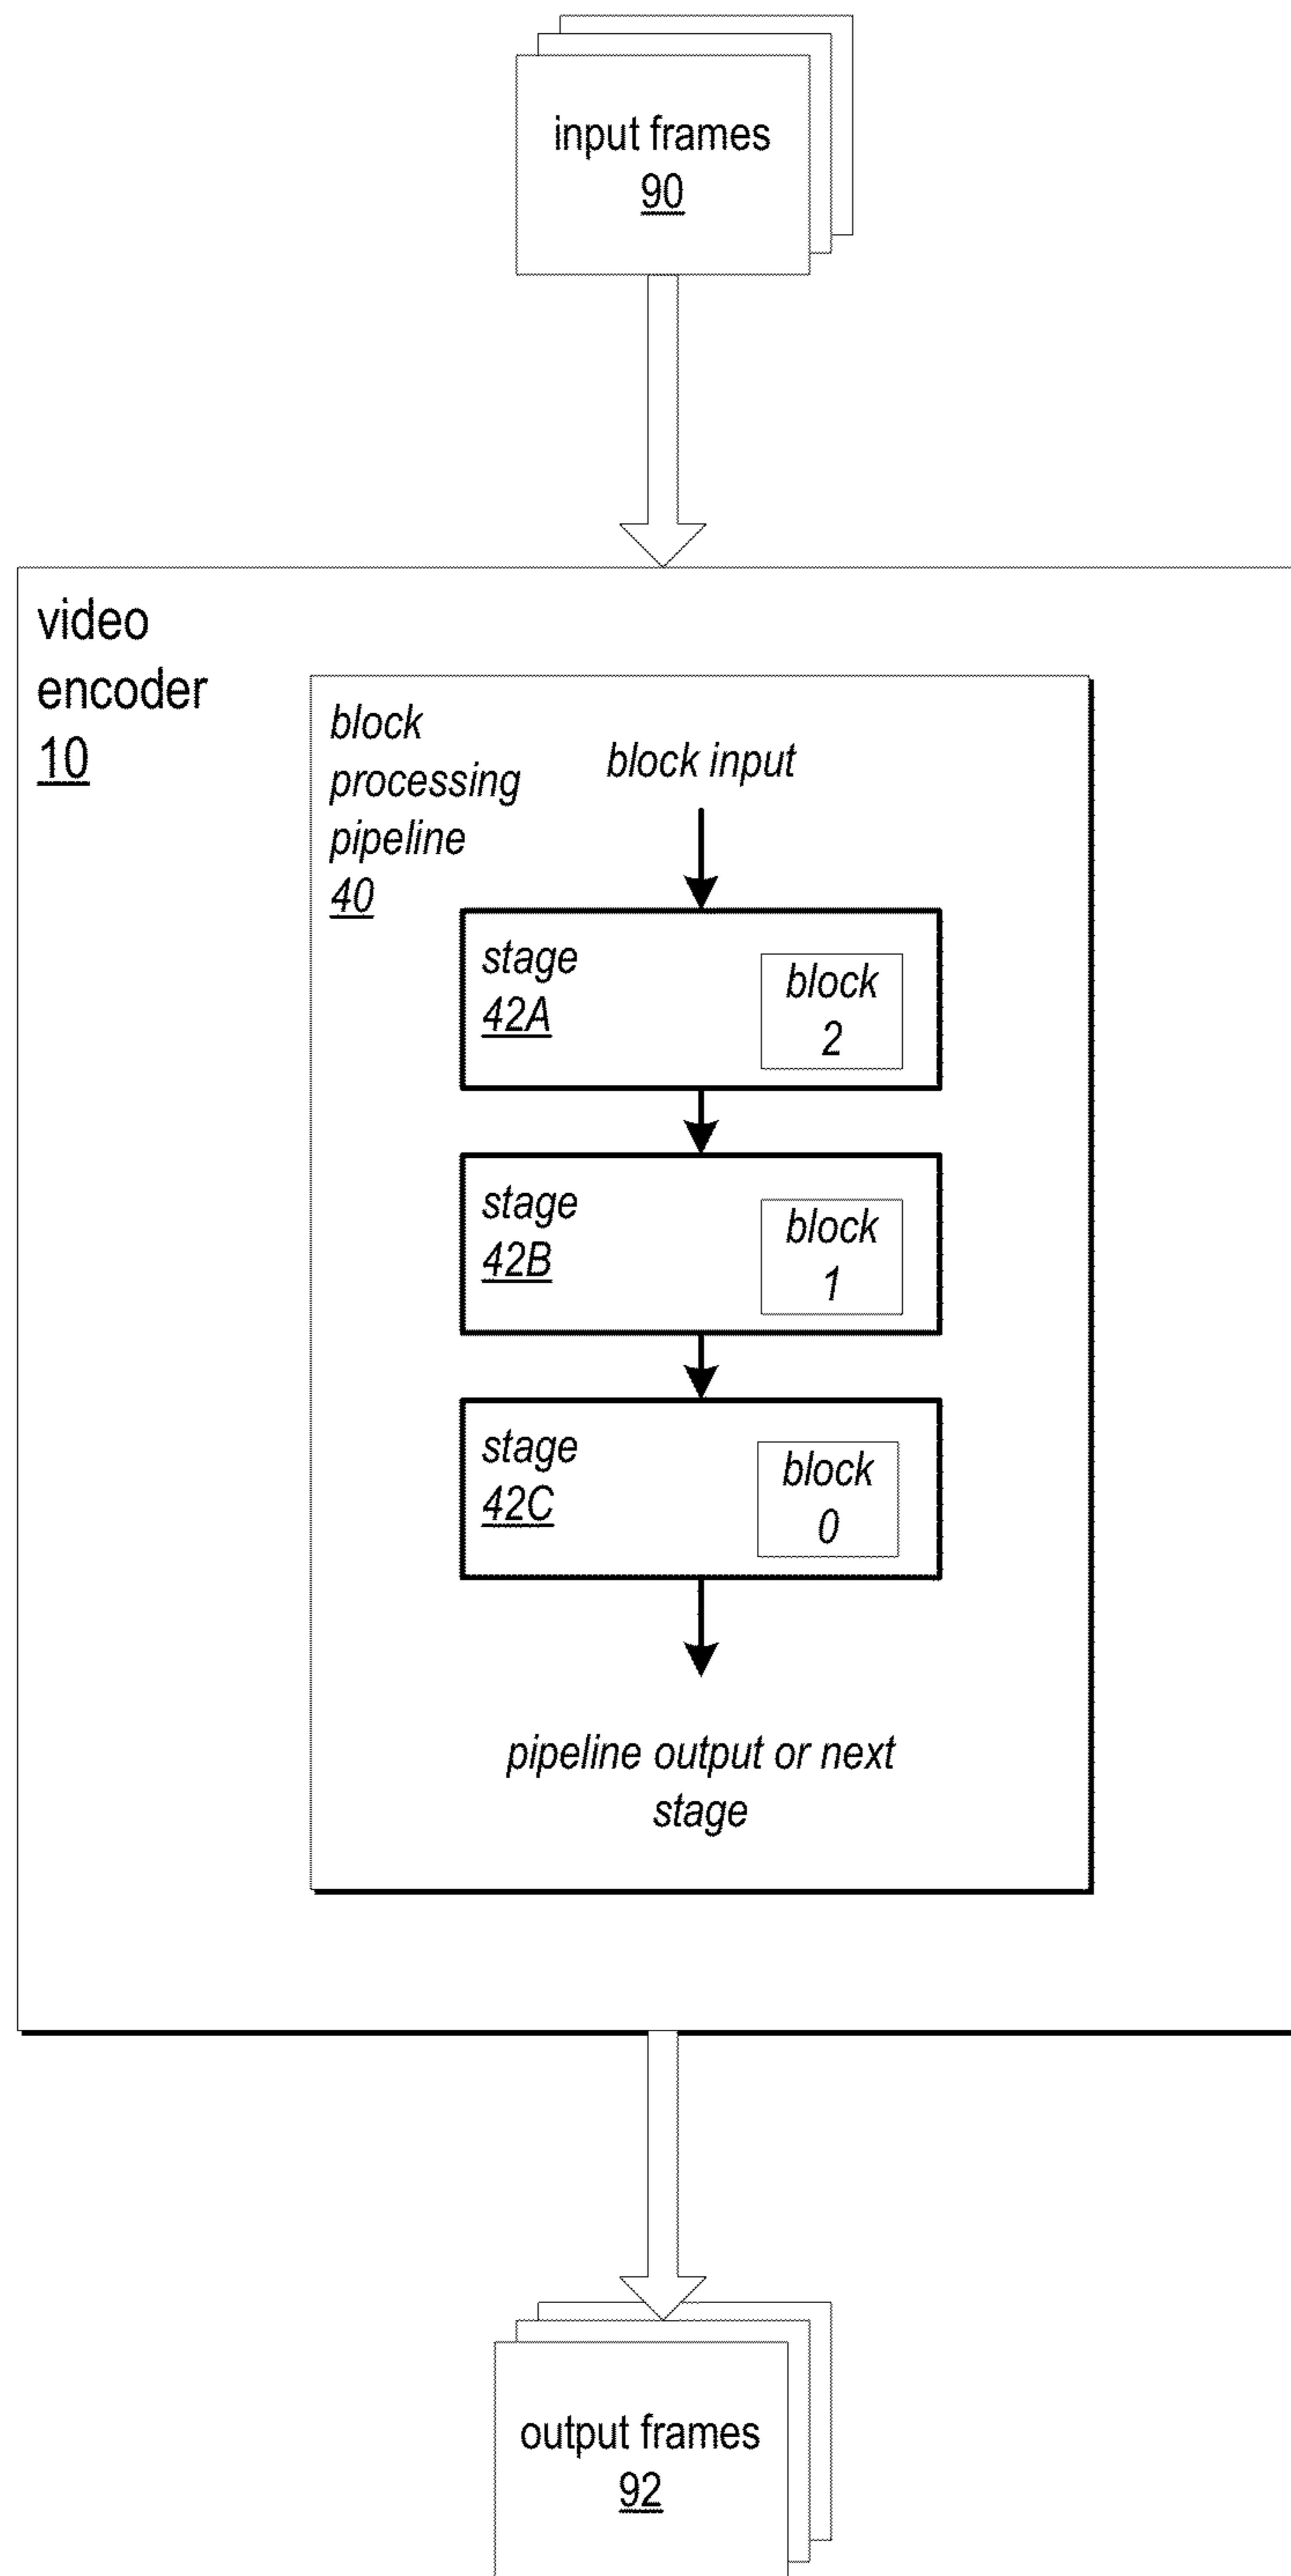 input frames
90
video
encoder
10
block
processing
pipeline
40
block input
stage
42A
block
2
stage
42B
block
1
stage
42C
block
0
pipeline output or next
stage
output frames
92